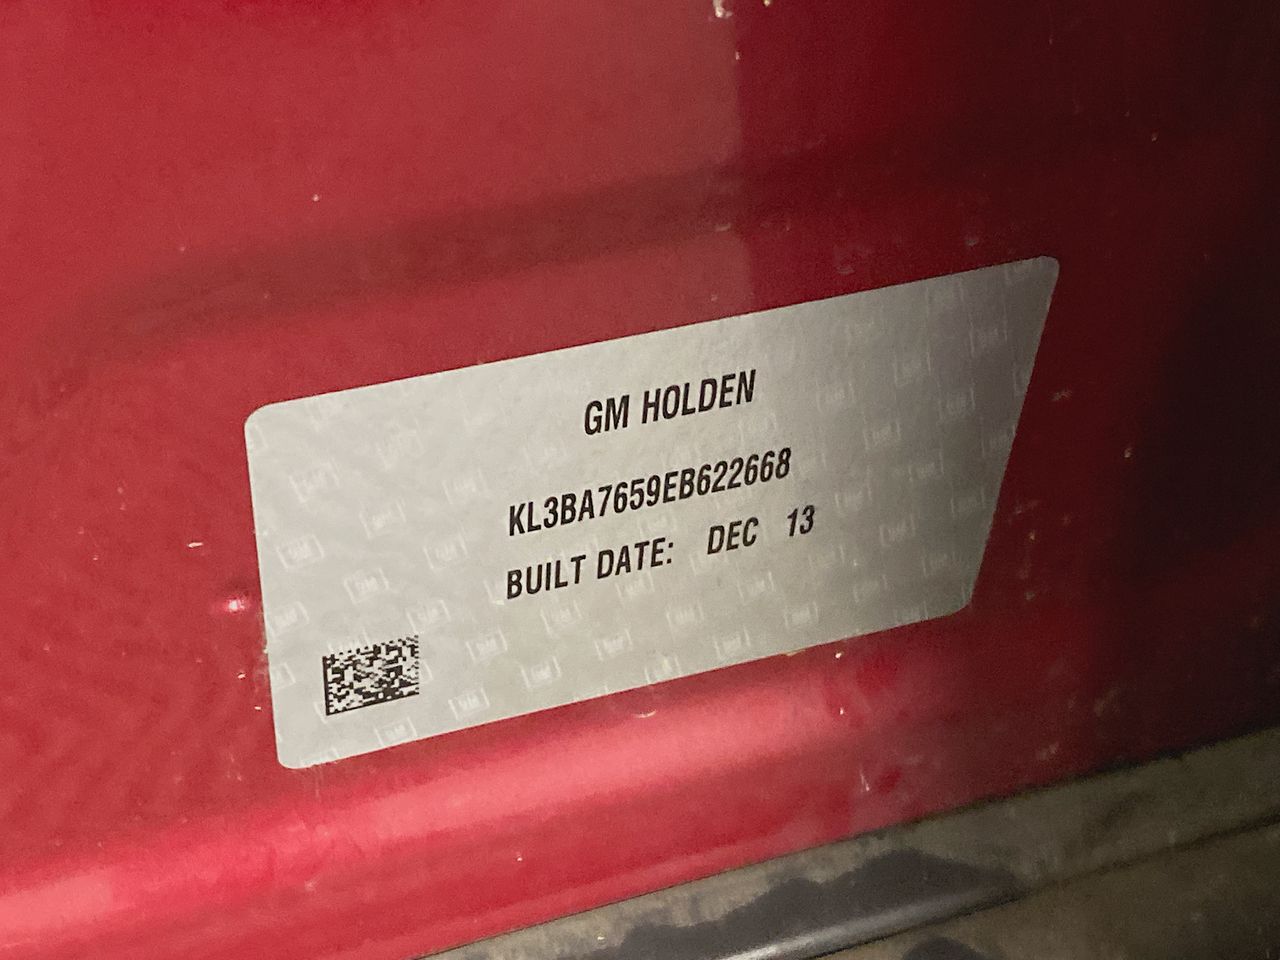 GM HOLDEN
KL3BA7659EB622668
BUILT DATE: DEC 13